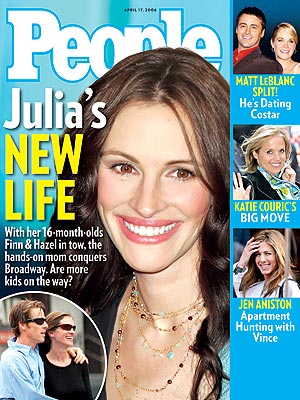 APRIL 17, 2006
People
Julia's
NEW
LIFE
With her 16-month-olds
Finn & Hazel in tow, the
hands-on mom conquers
Broadway. Are more
kids on the way?
MATT LEBLANC
SPLIT!
He's Dating
Costar
KATIE COURIC'S
BIG MOVE
JEN ANISTON
Apartment
Hunting with
Vince